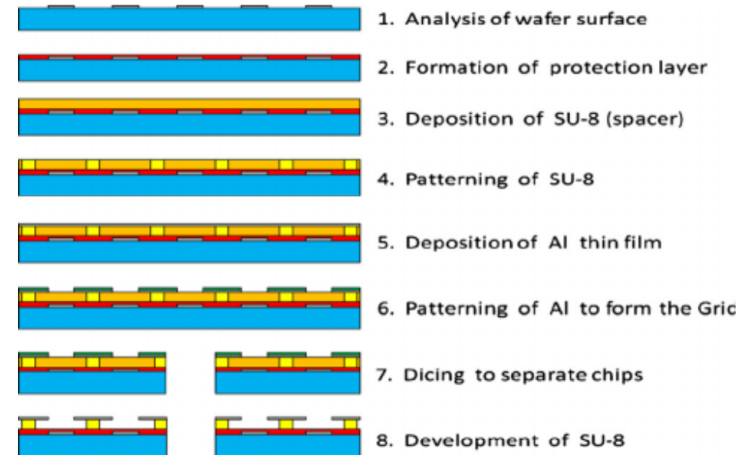 1. Analysis of wafer surface
2. Formation of protection layer
3. Deposition of SU-8 (spacer)
4. Patterning of SU-8
5. Deposition of Al thin film
6. Patterning of Al to form the Grid
7. Dicing to separate chips
8. Development of SU-8